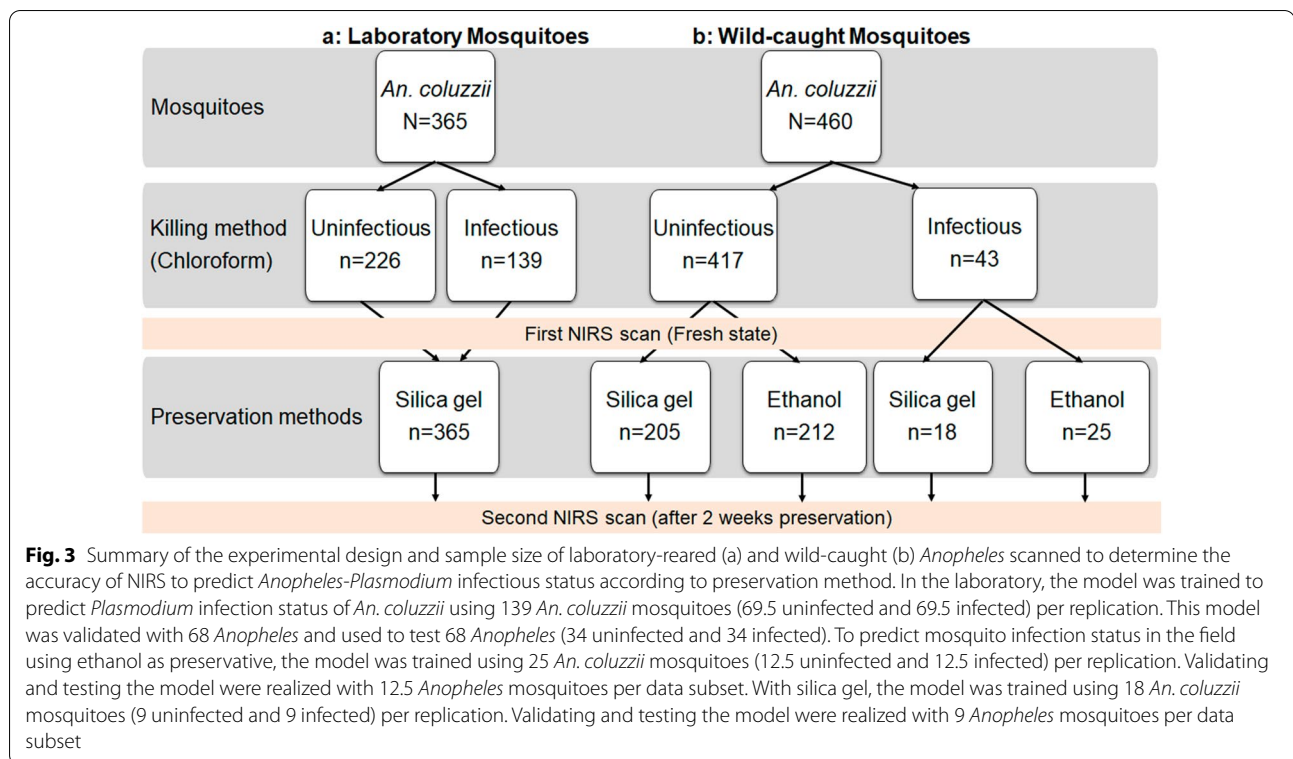 a: Laboratory Mosquitoes b: Wild-caught Mosquitoes
Mosquitoes
An. coluzzii
N=365
An. coluzzii
N=460
Killing method
(Chloroform)
Uninfectious
n=226
Infectious
n=139
Uninfectious
n=417
Infectious
n=43
First NIRS scan (Fresh state)
Preservation methods
Silica gel
n=365
Silica gel
n=205
Ethanol
n=212
Silica gel
n=18
Ethanol
n=25
Second NIRS scan (after 2 weeks preservation)
Fig. 3 Summary of the experimental design and sample size of laboratory-reared (a) and wild-caught (b) Anopheles scanned to determine the
accuracy of NIRS to predict Anopheles-Plasmodium infectious status according to preservation method. In the laboratory, the model was trained to
predict Plasmodium infection status of An. coluzzii using 139 An. coluzzii mosquitoes (69.5 uninfected and 69.5 infected) per replication. This model
was validated with 68 Anopheles and used to test 68 Anopheles (34 uninfected and 34 infected). To predict mosquito infection status in the field
using ethanol as preservative, the model was trained using 25 An. coluzzii mosquitoes (12.5 uninfected and 12.5 infected) per replication. Validating
and testing the model were realized with 12.5 Anopheles mosquitoes per data subset. With silica gel, the model was trained using 18 An. coluzzii
mosquitoes (9 uninfected and 9 infected) per replication. Validating and testing the model were realized with 9 Anopheles mosquitoes per data
subset